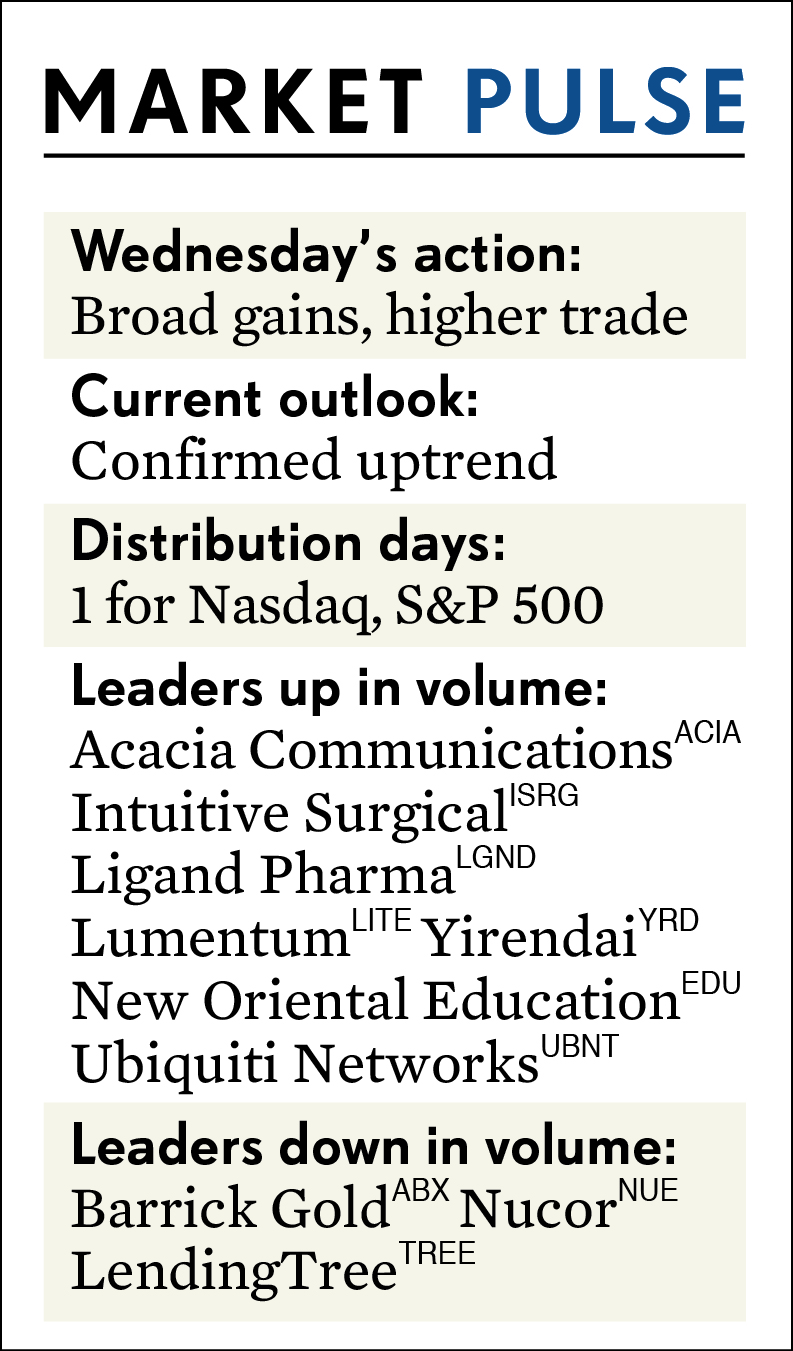 MARKET PULSE
Wednesday’s action:
Broad gains, higher trade
Current outlook:
Confirmed uptrend
Distribution days:
1 for Nasdaq, S&P 500
Leaders up in volume:
Acacia Communications ACIA
Intuitive Surgical ISRG
Ligand Pharma LGND
Lumentum LITE Yirendai YRD
New Oriental Education EDU
Ubiquiti Networks UBNT
Leaders down in volume:
Barrick Gold ABX Nucor NUE
LendingTree TREE